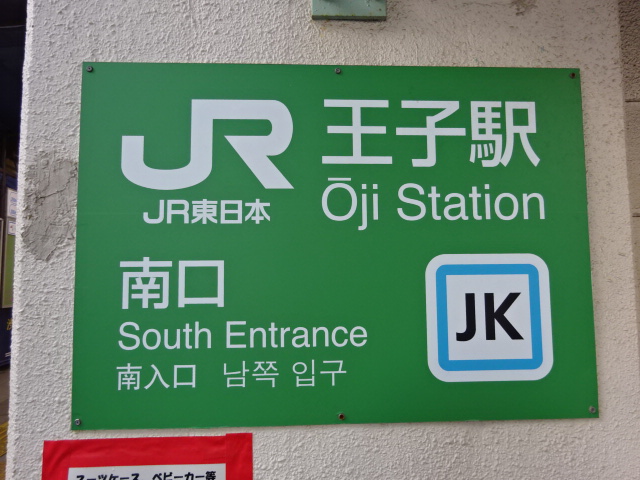 JR
JR東日本
王子駅
Ōji Station
南口
South Entrance
南入口 남쪽 입구
JK
スーツケース、ベビーカー等